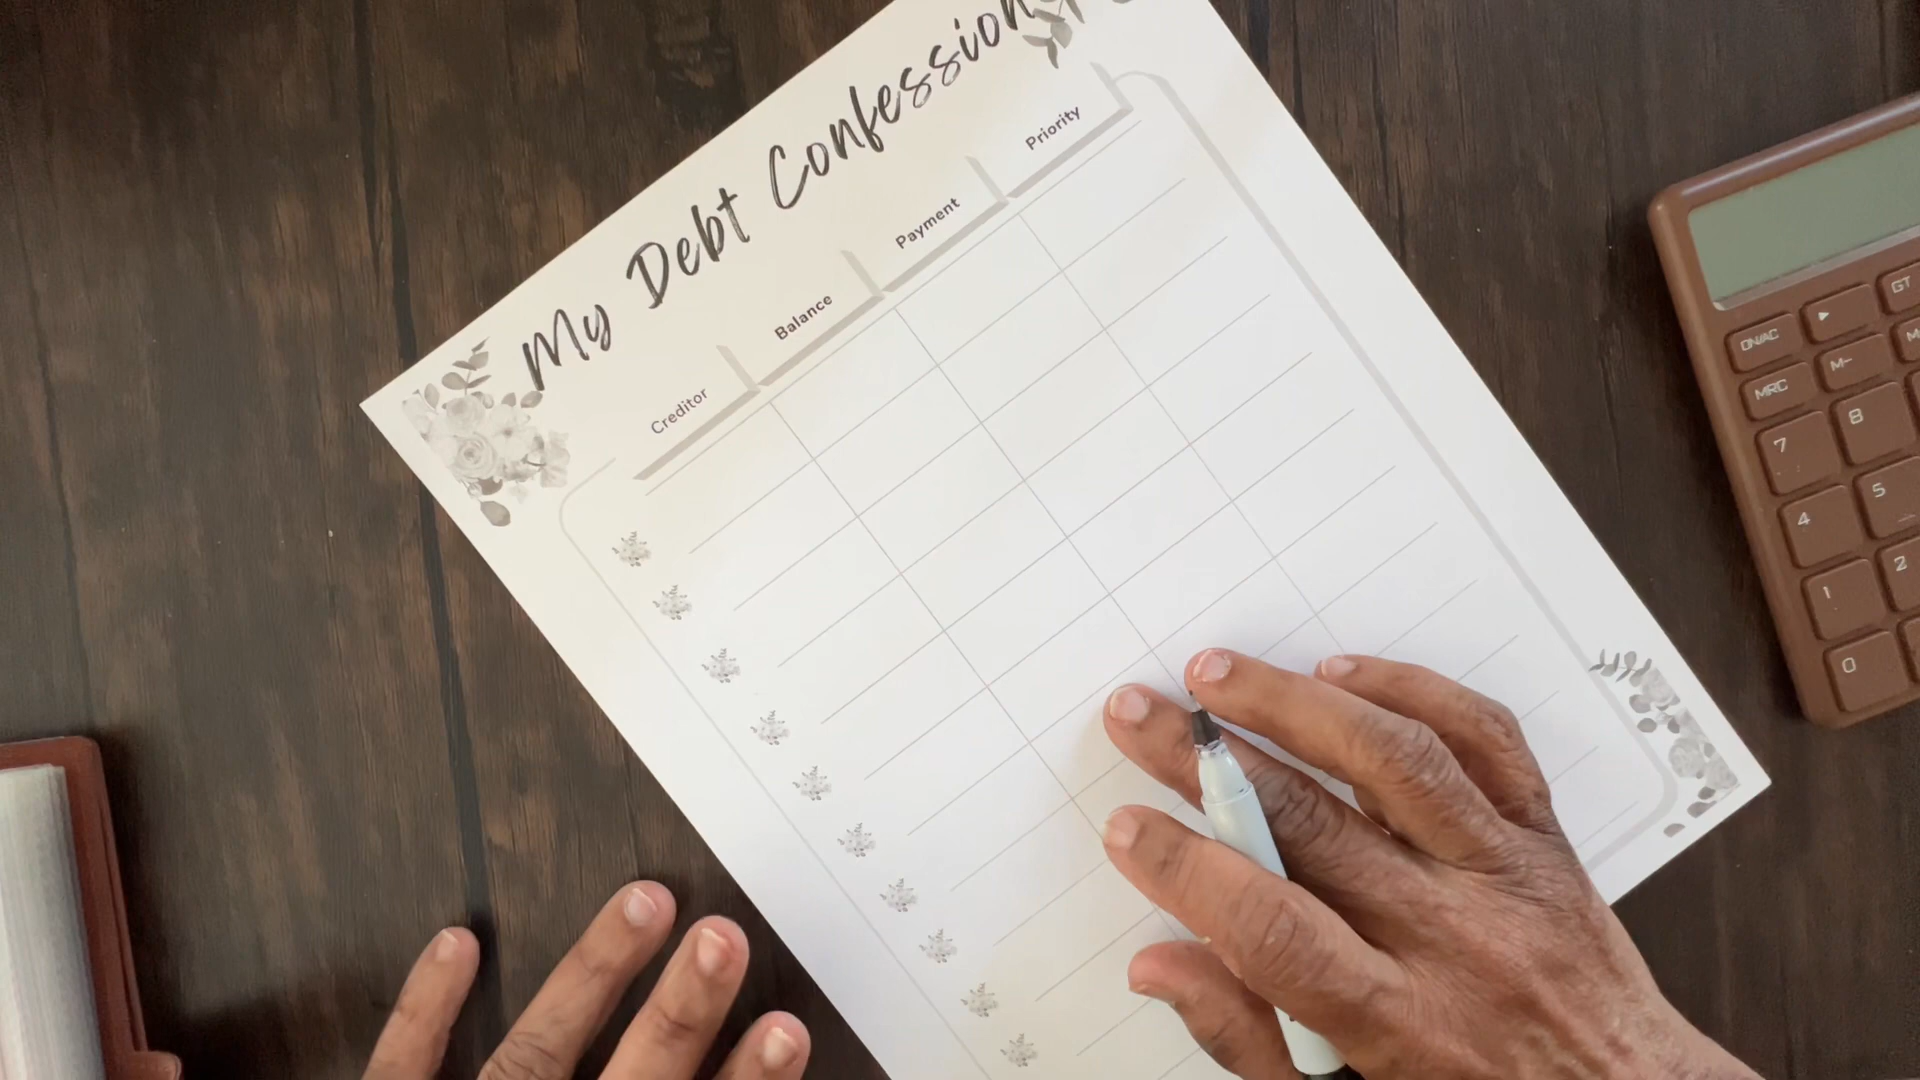 My Debt Confession
Creditor Balance Payment Priority
ON/AC ▶ GT
MRC M-
7 8
4 5
1 2
0